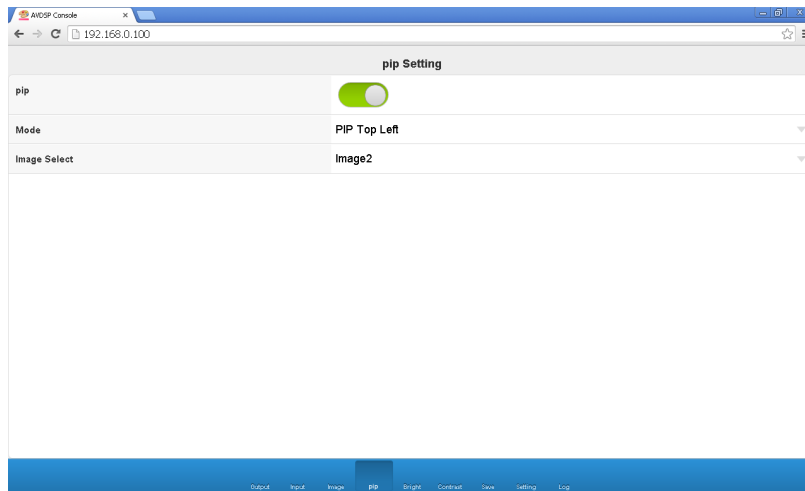 AVDSP Console
192.168.0.100
pip Setting
pip
Mode PIP Top Left
Image Select Image2
Output Input Image pip Bright Contrast Save Setting Log